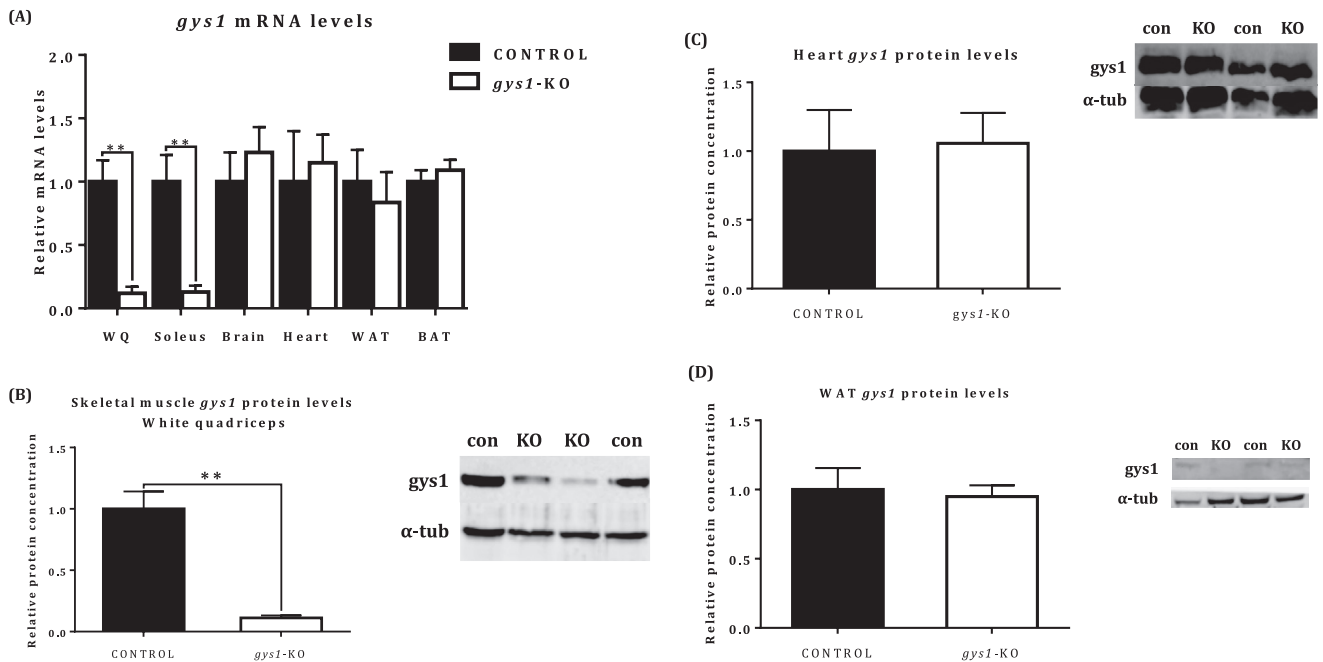 (A)
gys1 mRNA levels
CONTROL
gys1-KO
Relative mRNA levels
2.0
1.5
1.0
0.5
0.0
** **
WQ Soleus Brain Heart WAT BAT
(B)
Skeletal muscle gys1 protein levels
White quadriceps
Relative protein concentration
1.5
1.0
0.5
0.0
**
CONTROL gys1-KO
con KO KO con
gys1
α-tub
(C)
Heart gys1 protein levels
Relative protein concentration
1.5
1.0
0.5
0.0
CONTROL gys1-KO
con KO con KO
gys1
α-tub
(D)
WAT gys1 protein levels
Relative protein concentration
1.5
1.0
0.5
0.0
CONTROL gys1-KO
con KO con KO
gys1
α-tub